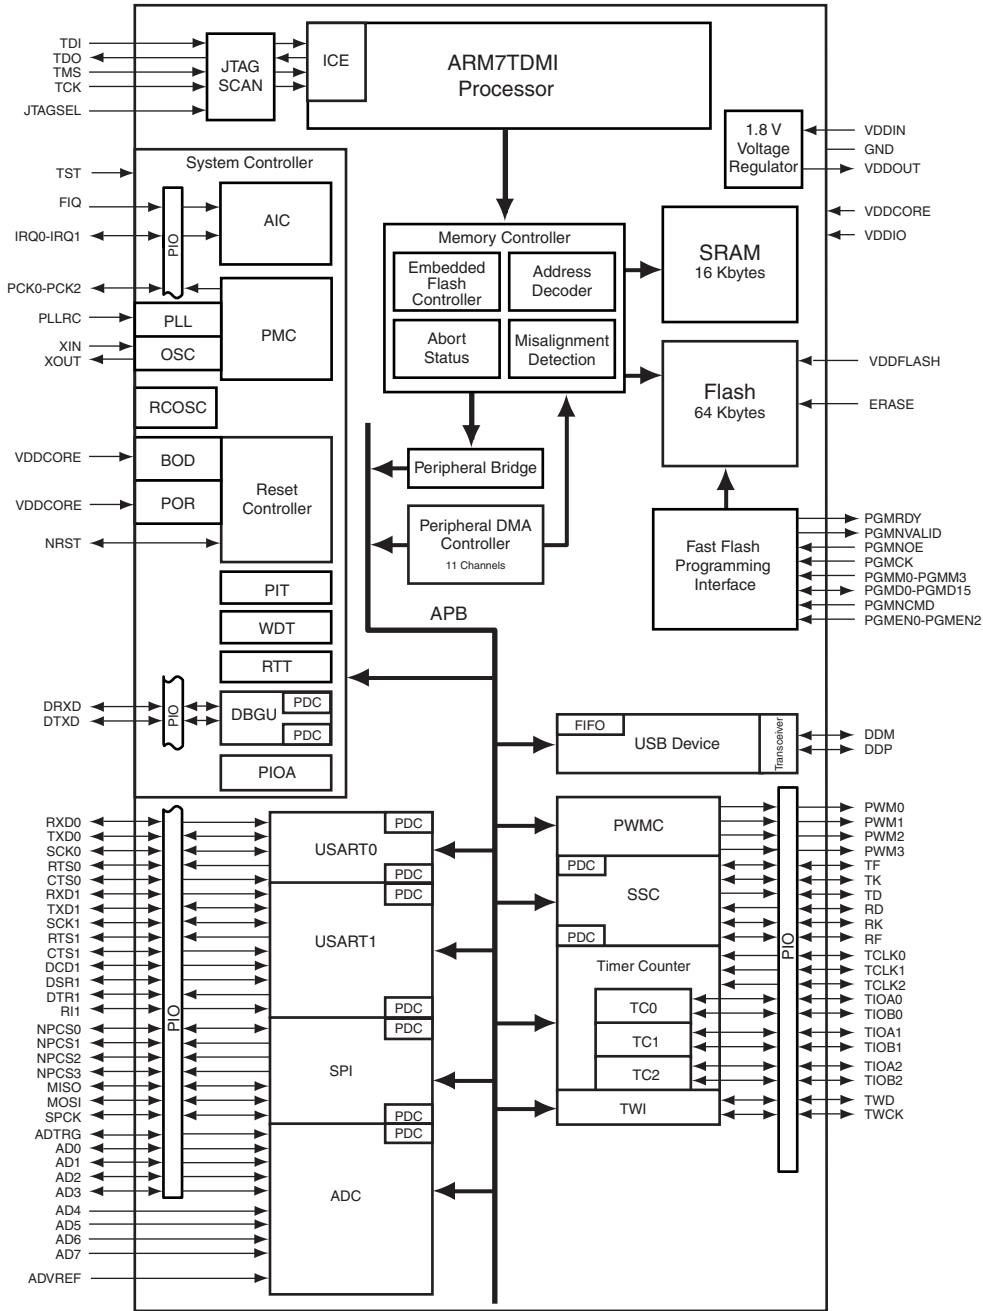 TDI
TDO
TMS
TCK
JTAGSEL
JTAG
SCAN
ICE
ARM7TDMI
Processor
1.8 V
Voltage
Regulator
VDDIN
GND
VDDOUT
VDDCORE
VDDIO
System Controller
TST
FIQ
IRQ0-IRQ1
PIO
AIC
PCK0-PCK2
PLLRC
PLL
XIN
XOUT
OSC
PMC
RCOSC
VDDCORE
BOD
VDDCORE
POR
Reset
Controller
NRST
PIT
WDT
RTT
DRXD
DTXD
PIO
DBGU
PDC
PDC
PIOA
Memory Controller
Embedded
Flash
Controller
Address
Decoder
Abort
Status
Misalignment
Detection
SRAM
16 Kbytes
Flash
64 Kbytes
VDDFLASH
ERASE
Peripheral Bridge
Peripheral DMA
Controller
11 Channels
APB
Fast Flash
Programming
Interface
PGMRDY
PGMNVALID
PGMNOE
PGMCK
PGMM0-PGMM3
PGMD0-PGMD15
PGMNCMD
PGMEN0-PGMEN2
FIFO
USB Device
Transceiver
DDM
DDP
RXD0
TXD0
SCK0
RTS0
CTS0
RXD1
TXD1
SCK1
RTS1
CTS1
DCD1
DSR1
DTR1
RI1
NPCS0
NPCS1
NPCS2
NPCS3
MISO
MOSI
SPCK
ADTRG
AD0
AD1
AD2
AD3
AD4
AD5
AD6
AD7
ADVREF
PIO
PDC
USART0
PDC
PDC
USART1
PDC
PDC
SPI
PDC
PDC
ADC
PWMC
PDC
SSC
PDC
Timer Counter
TC0
TC1
TC2
TWI
PIO
PWM0
PWM1
PWM2
PWM3
TF
TK
TD
RD
RK
RF
TCLK0
TCLK1
TCLK2
TIOA0
TIOB0
TIOA1
TIOB1
TIOA2
TIOB2
TWD
TWCK